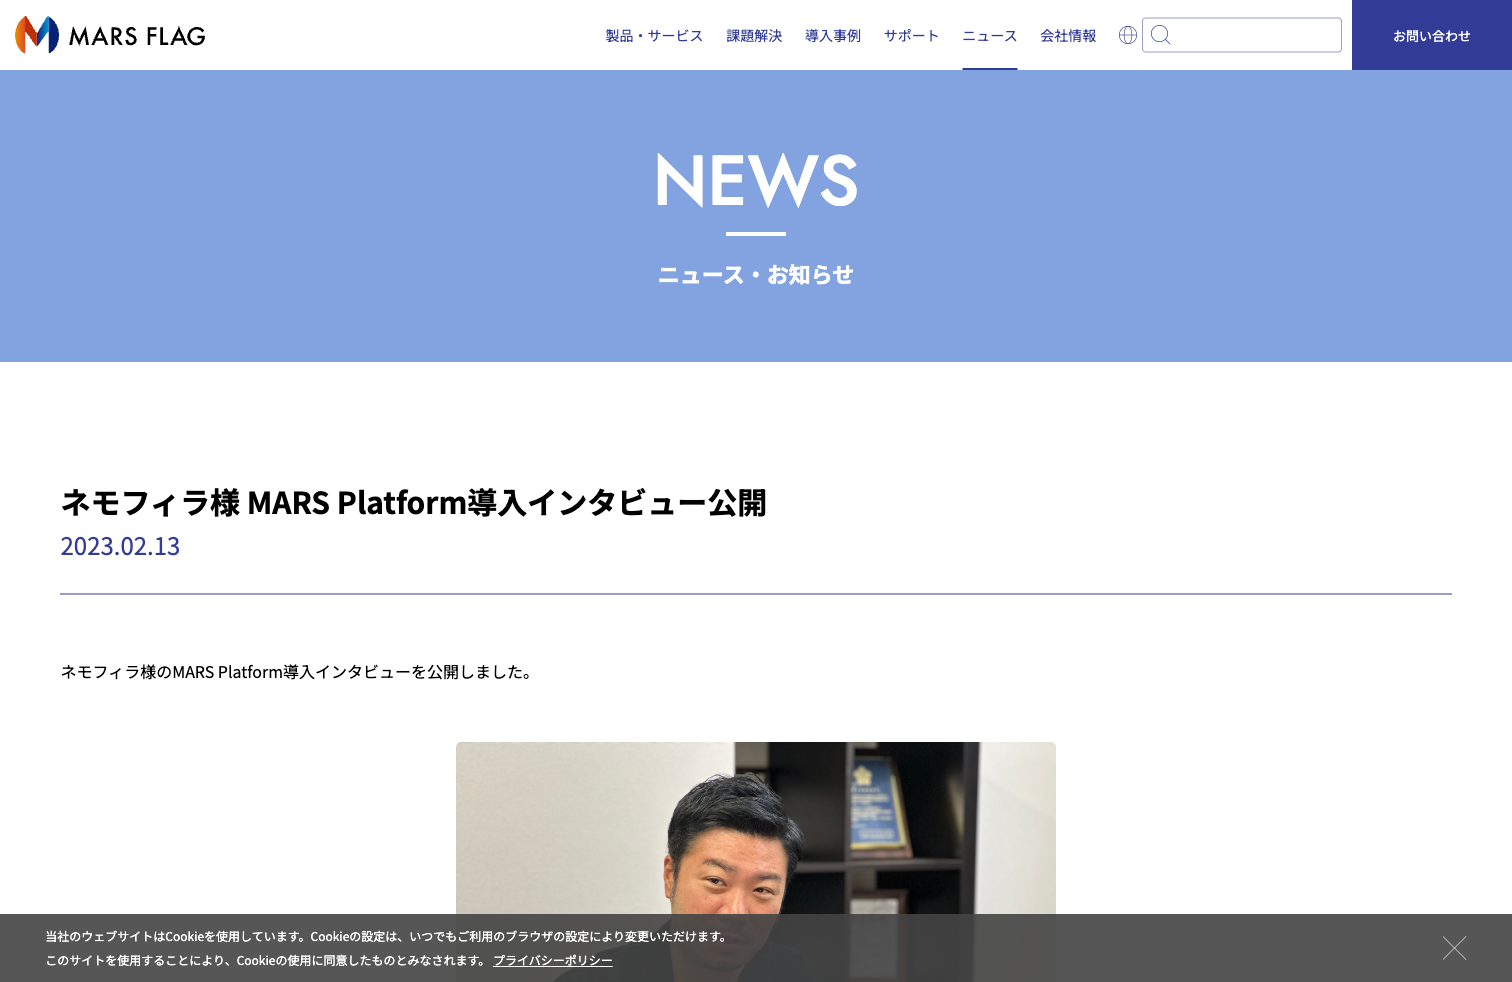 MARS FLAG
製品・サービス 課題解決 導入事例 サポート ニュース 会社情報 お問い合わせ
NEWS
ニュース・お知らせ
ネモフィラ様 MARS Platform導入インタビュー公開
2023.02.13
ネモフィラ様のMARS Platform導入インタビューを公開しました。
当社のウェブサイトはCookieを使用しています。Cookieの設定は、いつでもご利用のブラウザの設定により変更いただけます。
このサイトを使用することにより、Cookieの使用に同意したものとみなされます。 プライバシーポリシー